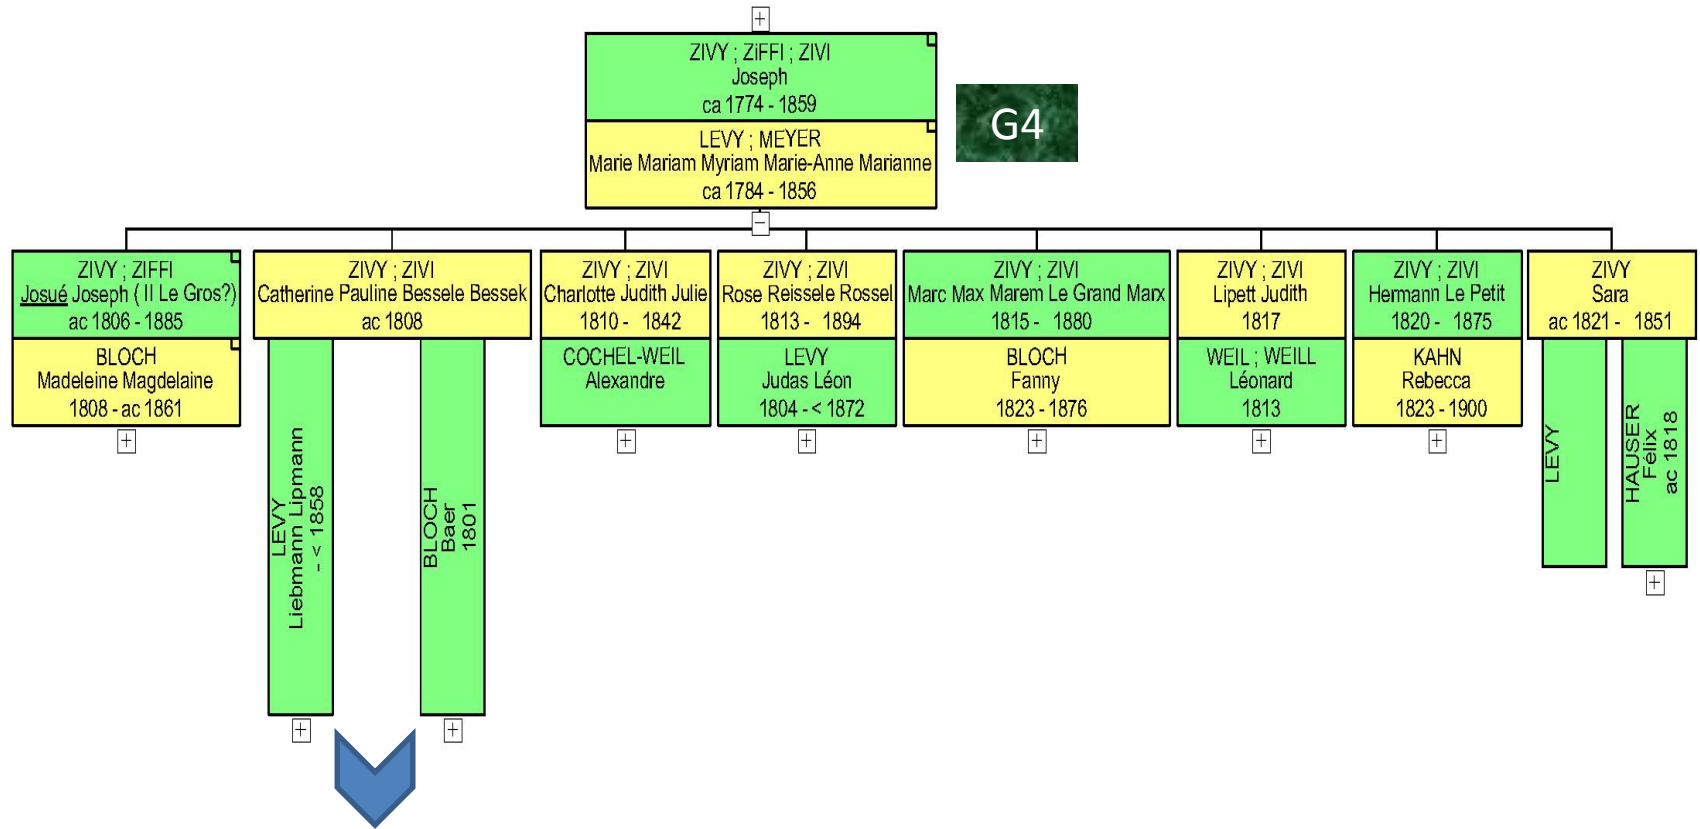 ZIVY ; ZiFFI ; ZIVI
Joseph
ca 1774 - 1859
G4
LEVY ; MEYER
Marie Mariam Myriam Marie-Anne Marianne
ca 1784 - 1856
ZIVY ; ZIFFI
Josué Joseph ( II Le Gros?)
ac 1806 - 1885
BLOCH
Madeleine Magdelaine
1808 - ac 1861
ZIVY ; ZIVI
Catherine Pauline Bessele Bessek
ac 1808
LEVY
Liebmann Lipmann
- < 1858
BLOCH
Baer
1801
ZIVY ; ZIVI
Charlotte Judith Julie
1810 - 1842
COCHEL-WEIL
Alexandre
ZIVY ; ZIVI
Rose Reissele Rossel
1813 - 1894
LEVY
Judas Léon
1804 - < 1872
ZIVY ; ZIVI
Marc Max Marem Le Grand Marx
1815 - 1880
BLOCH
Fanny
1823 - 1876
ZIVY ; ZIVI
Lipett Judith
1817
WEIL ; WEILL
Léonard
1813
ZIVY ; ZIVI
Hermann Le Petit
1820 - 1875
KAHN
Rebecca
1823 - 1900
ZIVY
Sara
ac 1821 - 1851
LEVY
HAUSER
Félix
ac 1818